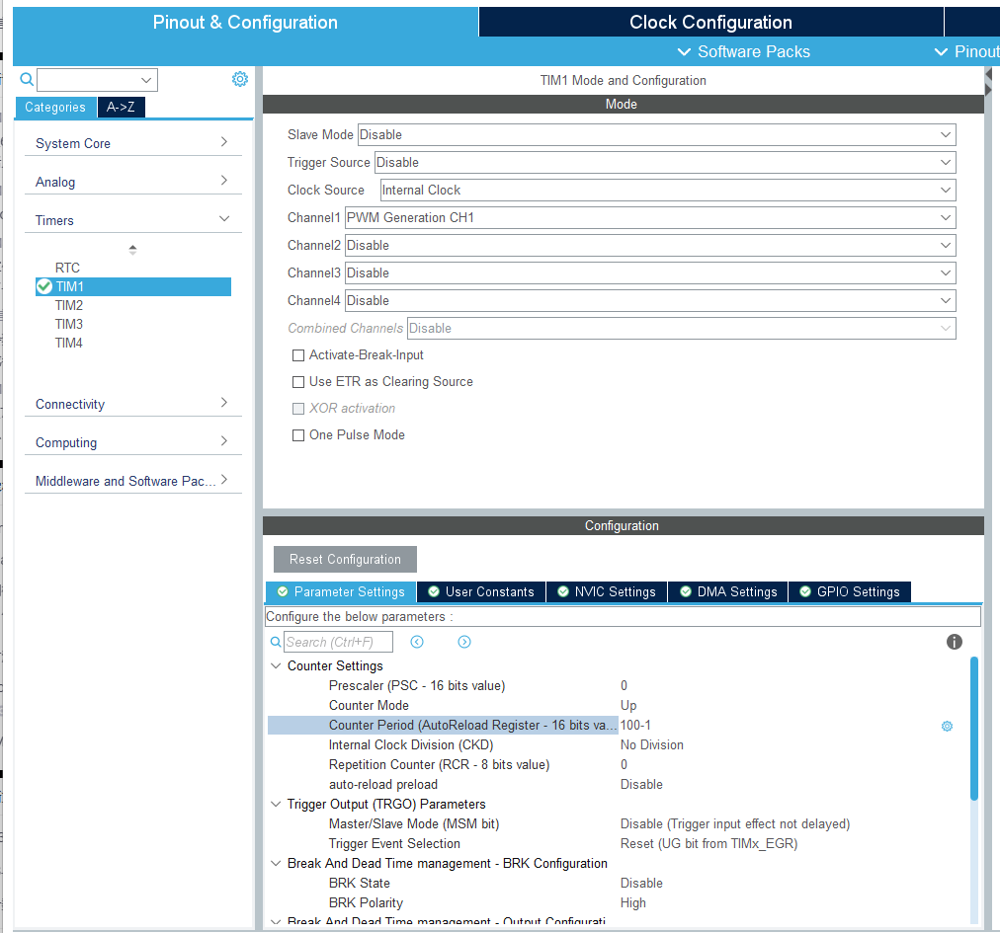 Pinout & Configuration
Clock Configuration
Software Packs
Pinout
Categories
A->Z
System Core
Analog
Timers
RTC
TIM1
TIM2
TIM3
TIM4
Connectivity
Computing
Middleware and Software Pac...
TIM1 Mode and Configuration
Mode
Slave Mode Disable
Trigger Source Disable
Clock Source Internal Clock
Channel1 PWM Generation CH1
Channel2 Disable
Channel3 Disable
Channel4 Disable
Combined Channels Disable
Activate-Break-Input
Use ETR as Clearing Source
XOR activation
One Pulse Mode
Configuration
Reset Configuration
Parameter Settings
User Constants
NVIC Settings
DMA Settings
GPIO Settings
Configure the below parameters :
Search (Ctrl+F)
Counter Settings
Prescaler (PSC - 16 bits value) 0
Counter Mode Up
Counter Period (AutoReload Register - 16 bits va... 100-1
Internal Clock Division (CKD) No Division
Repetition Counter (RCR - 8 bits value) 0
auto-reload preload Disable
Trigger Output (TRGO) Parameters
Master/Slave Mode (MSM bit) Disable (Trigger input effect not delayed)
Trigger Event Selection Reset (UG bit from TIMx_EGR)
Break And Dead Time management - BRK Configuration
BRK State Disable
BRK Polarity High
Break And Dead Time management - Output Configurati